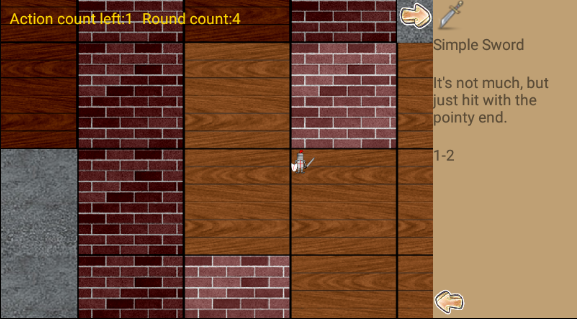 Action count left:1 Round count:4
Simple Sword
It's not much, but
just hit with the
pointy end.
1-2